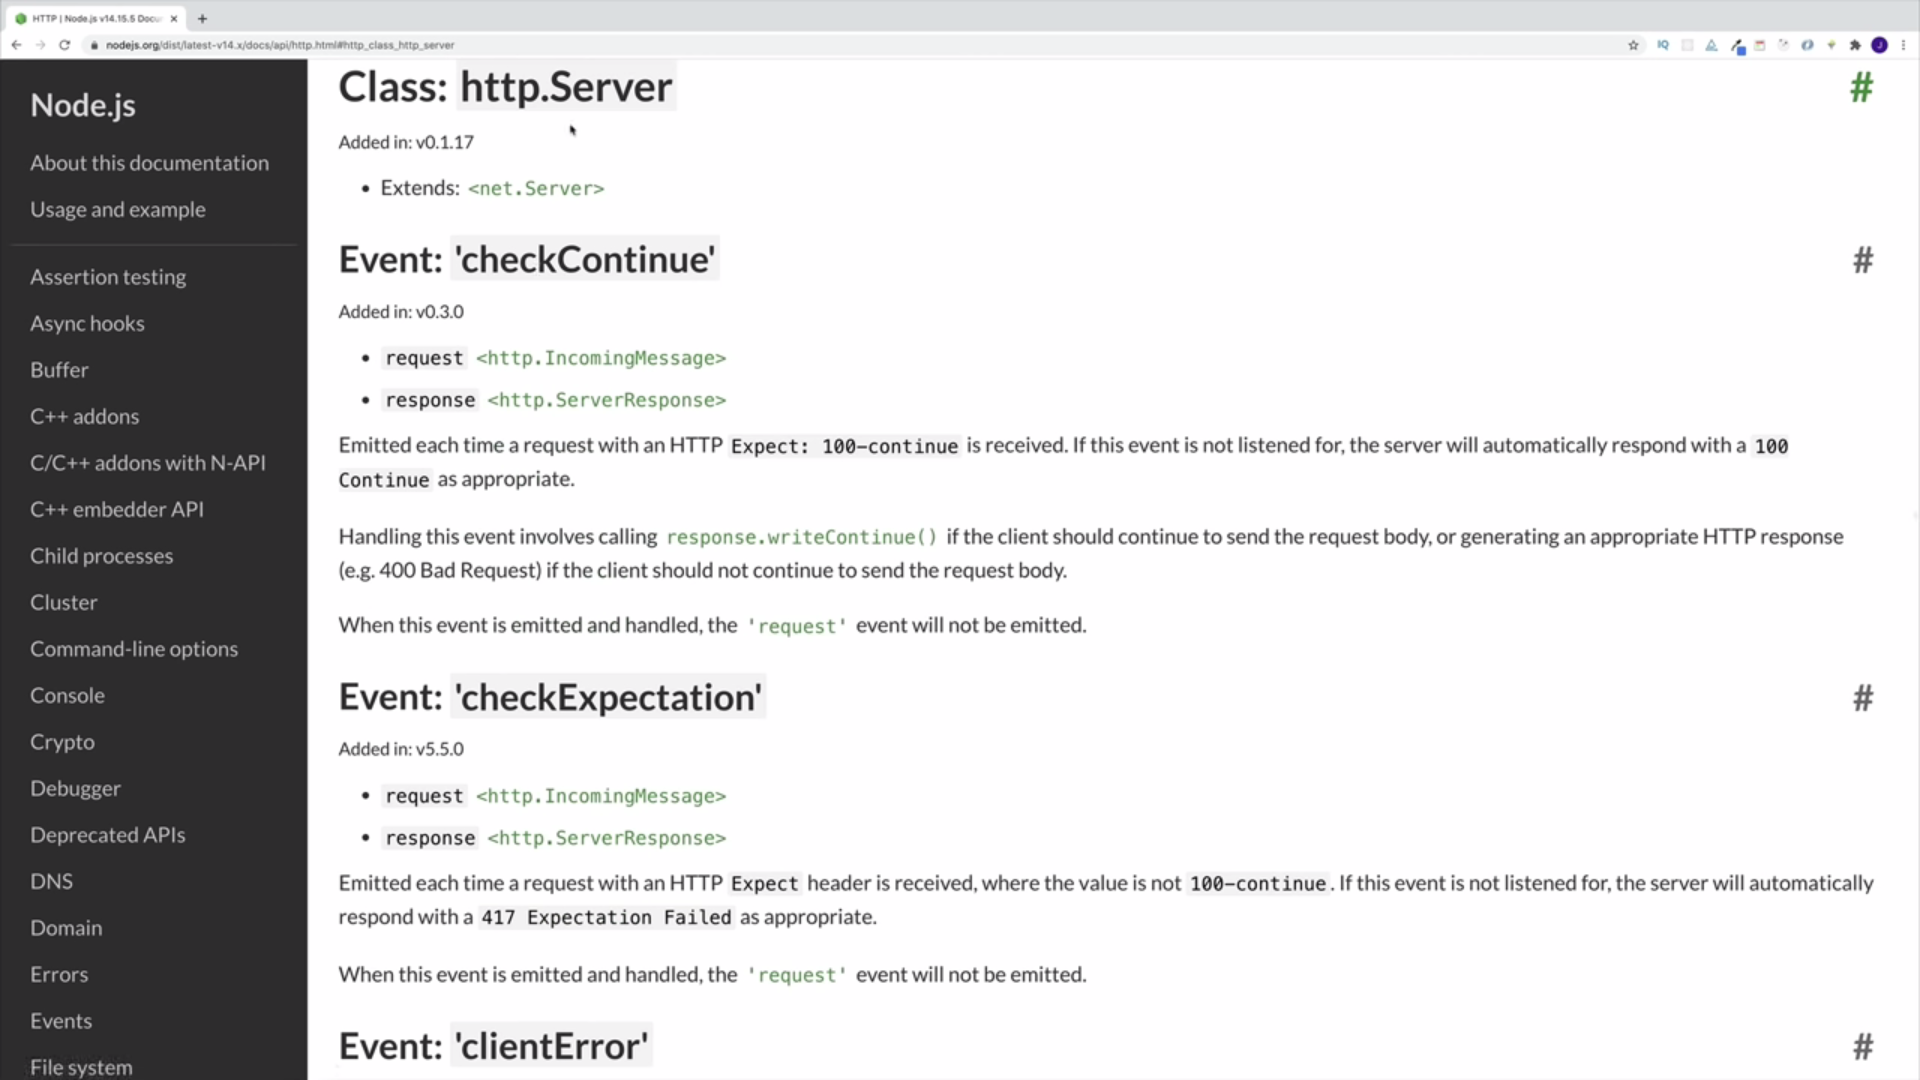 HTTP | Node.js v14.15.5 Docu
nodejs.org/dist/latest-v14.x/docs/api/http.html#http_class_http_server
Node.js
About this documentation
Usage and example
Assertion testing
Async hooks
Buffer
C++ addons
C/C++ addons with N-API
C++ embedder API
Child processes
Cluster
Command-line options
Console
Crypto
Debugger
Deprecated APIs
DNS
Domain
Errors
Events
File system
Class: http.Server #
Added in: v0.1.17
• Extends: <net.Server>
Event: 'checkContinue' #
Added in: v0.3.0
• request <http.IncomingMessage>
• response <http.ServerResponse>
Emitted each time a request with an HTTP Expect: 100-continue is received. If this event is not listened for, the server will automatically respond with a 100
Continue as appropriate.
Handling this event involves calling response.writeContinue() if the client should continue to send the request body, or generating an appropriate HTTP response
(e.g. 400 Bad Request) if the client should not continue to send the request body.
When this event is emitted and handled, the 'request' event will not be emitted.
Event: 'checkExpectation' #
Added in: v5.5.0
• request <http.IncomingMessage>
• response <http.ServerResponse>
Emitted each time a request with an HTTP Expect header is received, where the value is not 100-continue. If this event is not listened for, the server will automatically
respond with a 417 Expectation Failed as appropriate.
When this event is emitted and handled, the 'request' event will not be emitted.
Event: 'clientError' #